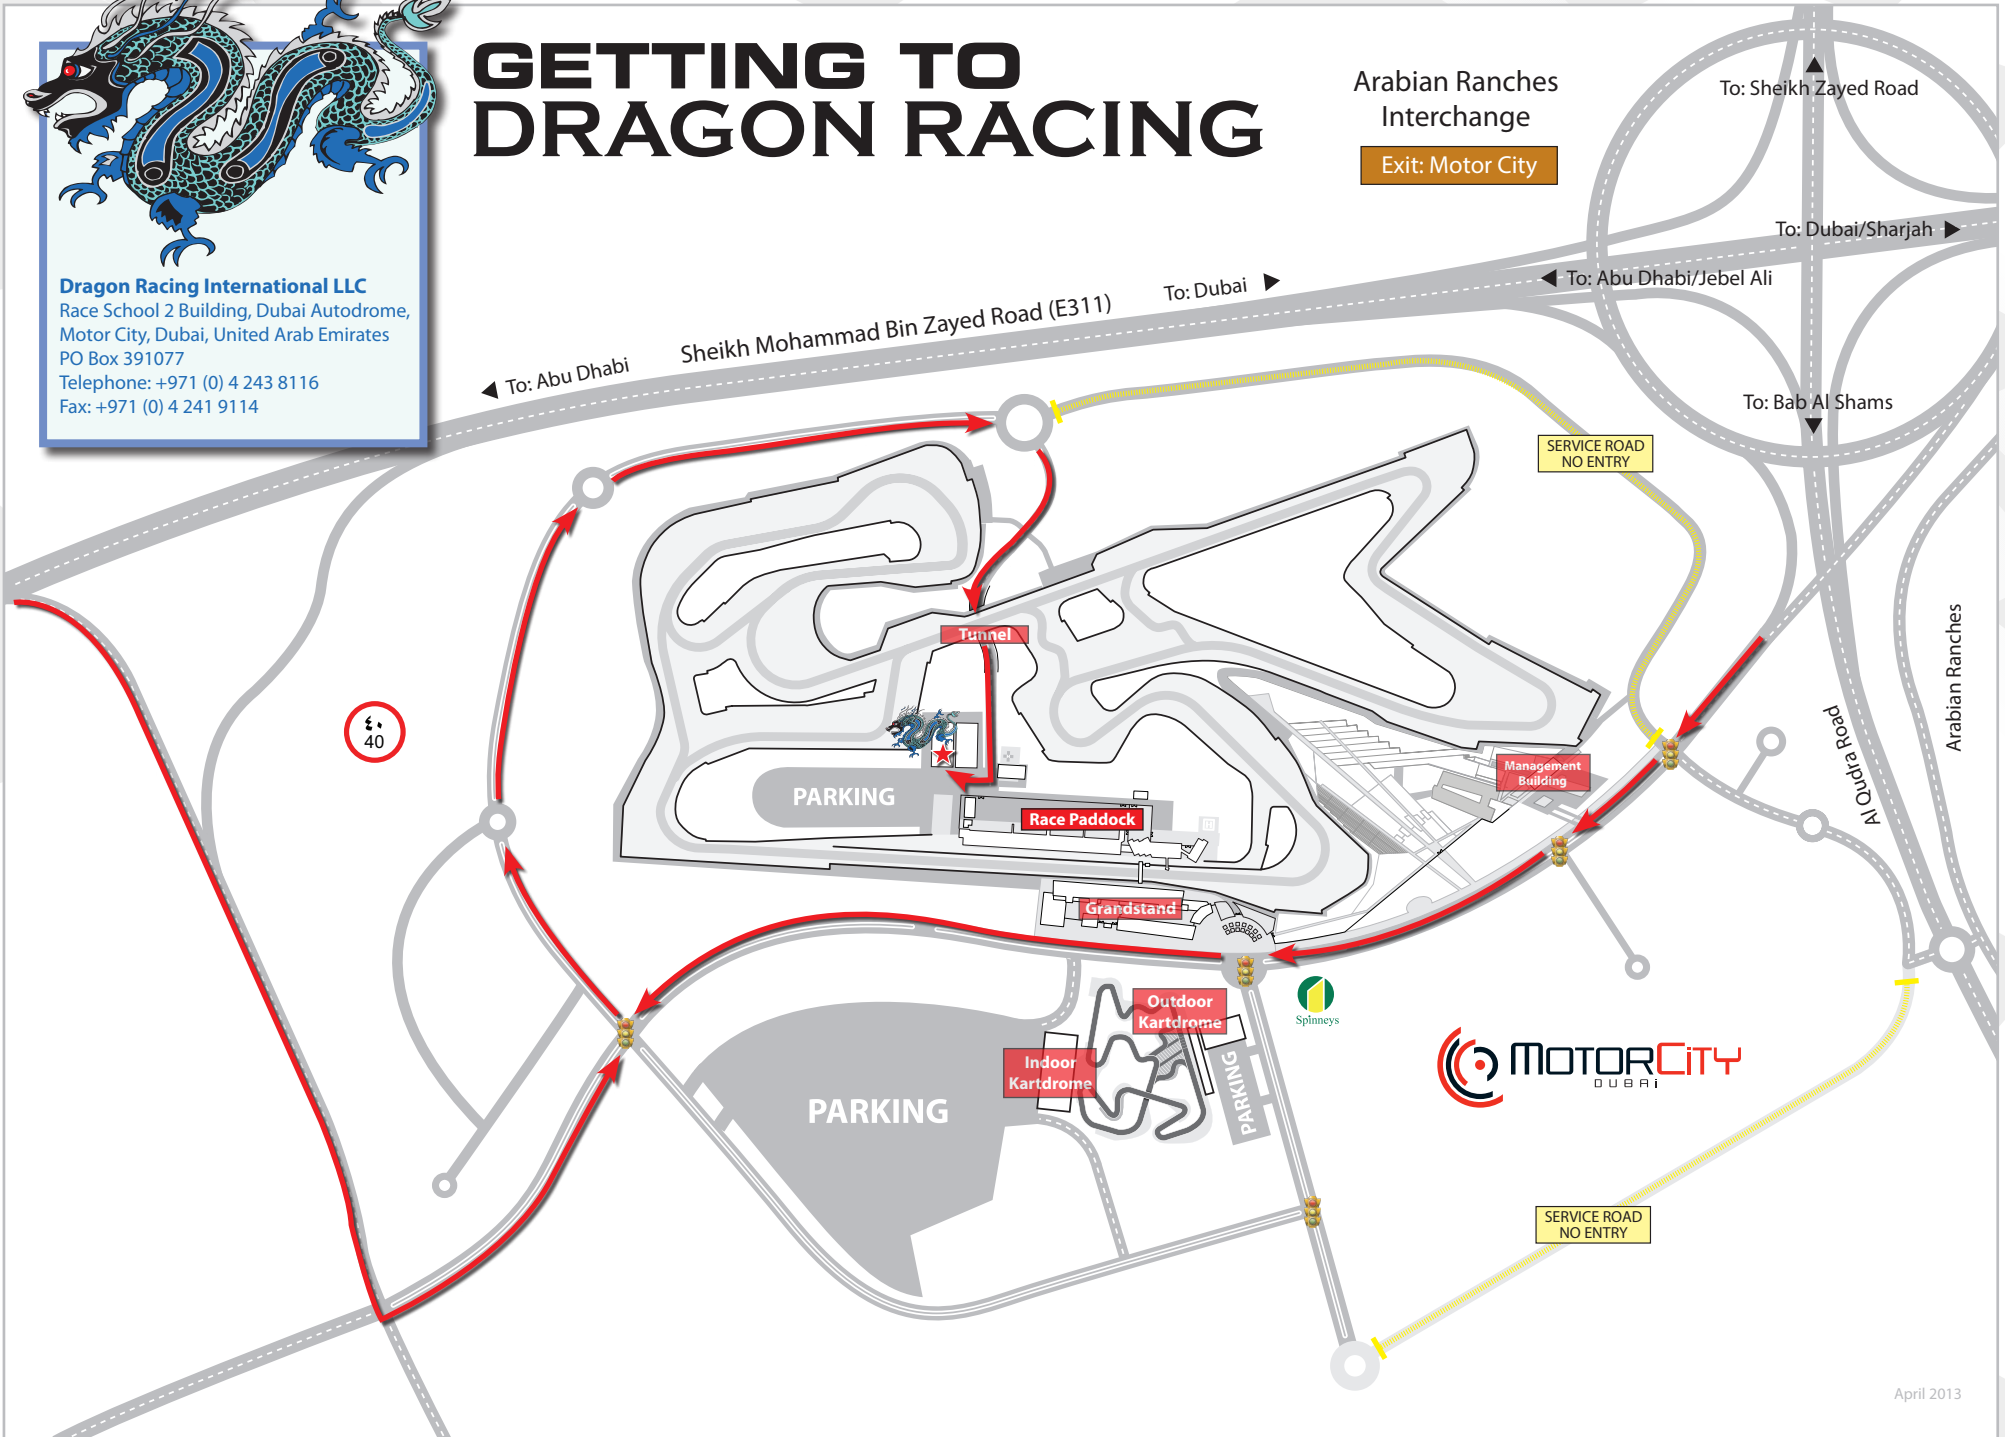 GETTING TO
DRAGON RACING
Arabian Ranches
Interchange
Exit: Motor City
To: Sheikh Zayed Road
To: Dubai/Sharjah
To: Abu Dhabi/Jebel Ali
To: Dubai
Sheikh Mohammad Bin Zayed Road (E311)
To: Abu Dhabi
To: Bab Al Shams
Dragon Racing International LLC
Race School 2 Building, Dubai Autodrome,
Motor City, Dubai, United Arab Emirates
PO Box 391077
Telephone: +971 (0) 4 243 8116
Fax: +971 (0) 4 241 9114
SERVICE ROAD
NO ENTRY
Tunnel
Arabian Ranches
Al Qudra Road
٤٠
40
Management
Building
PARKING
Race Paddock
H
Grandstand
Outdoor
Kartdrome
Spinneys
Indoor
Kartdrome
PARKING
PARKING
MOTORCITY
DUBAi
SERVICE ROAD
NO ENTRY
April 2013